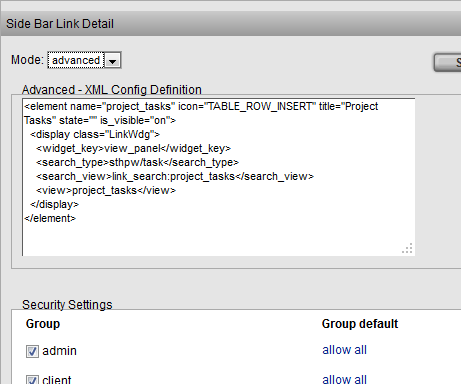 Side Bar Link Detail
Mode: advanced
Advanced - XML Config Definition
<element name="project_tasks" icon="TABLE_ROW_INSERT" title="Project
Tasks" state="" is_visible="on">
<display class="LinkWdg">
<widget_key>view_panel</widget_key>
<search_type>sthpw/task</search_type>
<search_view>link_search:project_tasks</search_view>
<view>project_tasks</view>
</display>
</element>
Security Settings
Group Group default
admin allow all
client allow all